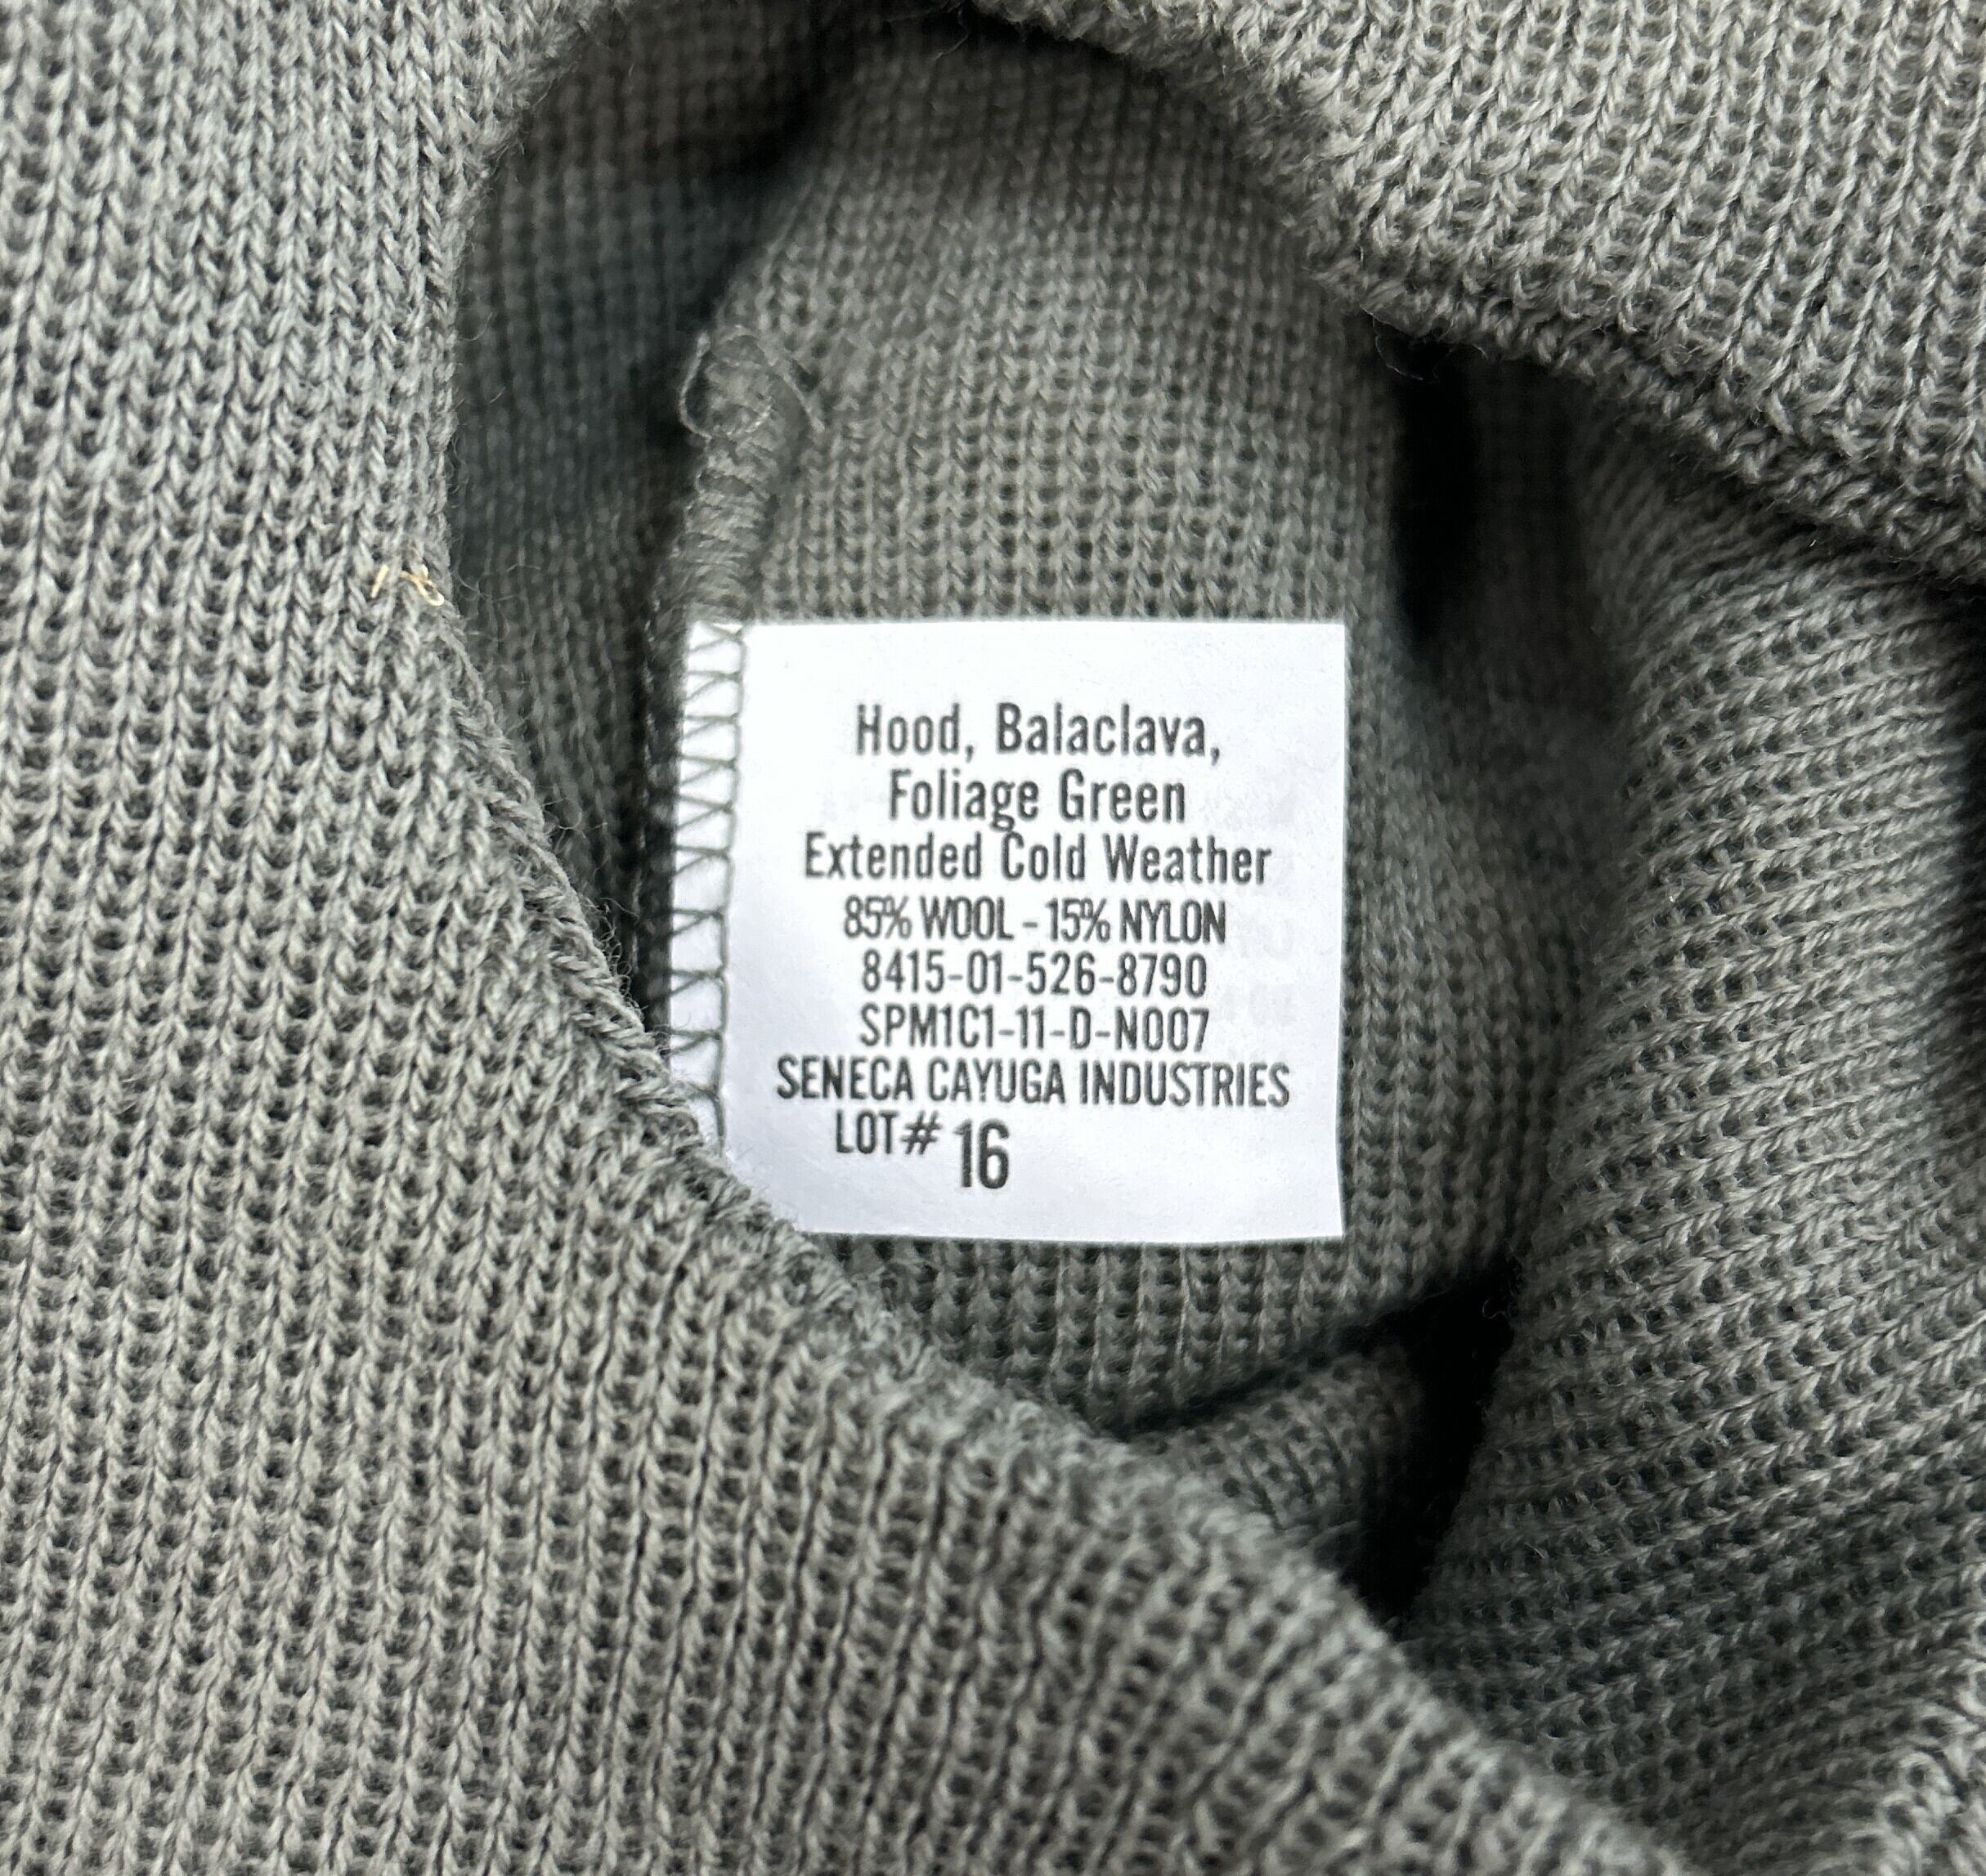 Hood, Balaclava,
Foliage Green
Extended Cold Weather
85% WOOL - 15% NYLON
8415-01-526-8790
SPM1C1-11-D-N007
SENECA CAYUGA INDUSTRIES
LOT# 16